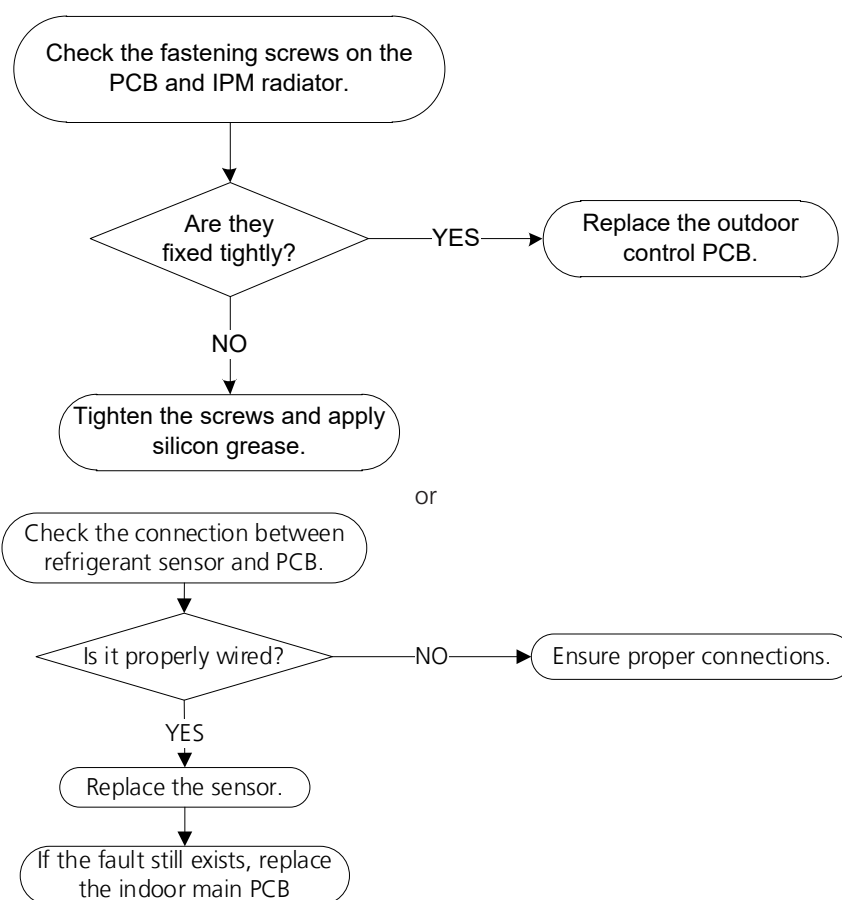 Check the fastening screws on the
PCB and IPM radiator.
Are they
fixed tightly?
YES
Replace the outdoor
control PCB.
NO
Tighten the screws and apply
silicon grease.
or
Check the connection between
refrigerant sensor and PCB.
Is it properly wired?
NO
Ensure proper connections.
YES
Replace the sensor.
If the fault still exists, replace
the indoor main PCB